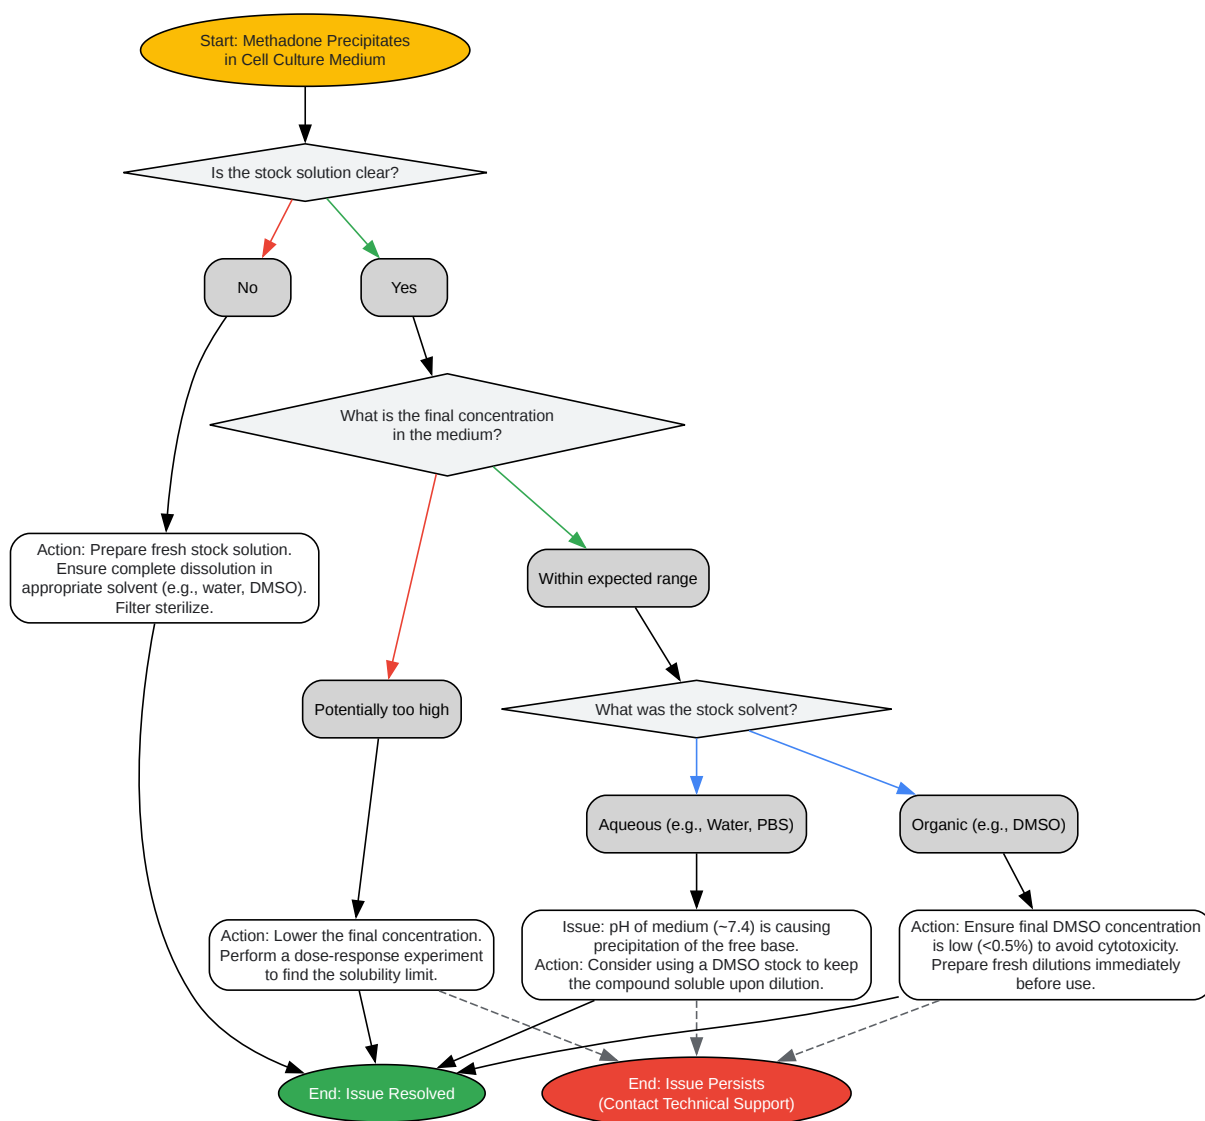 Start: Methadone Precipitates
in Cell Culture Medium
Is the stock solution clear?
No
Yes
What is the final concentration
in the medium?
Action: Prepare fresh stock solution.
Ensure complete dissolution in
appropriate solvent (e.g., water, DMSO).
Filter sterilize.
Within expected range
Potentially too high
What was the stock solvent?
Aqueous (e.g., Water, PBS)
Organic (e.g., DMSO)
Action: Lower the final concentration.
Perform a dose-response experiment
to find the solubility limit.
Issue: pH of medium (~7.4) is causing
precipitation of the free base.
Action: Consider using a DMSO stock to keep
the compound soluble upon dilution.
Action: Ensure final DMSO concentration
is low (<0.5%) to avoid cytotoxicity.
Prepare fresh dilutions immediately
before use.
End: Issue Resolved
End: Issue Persists
(Contact Technical Support)